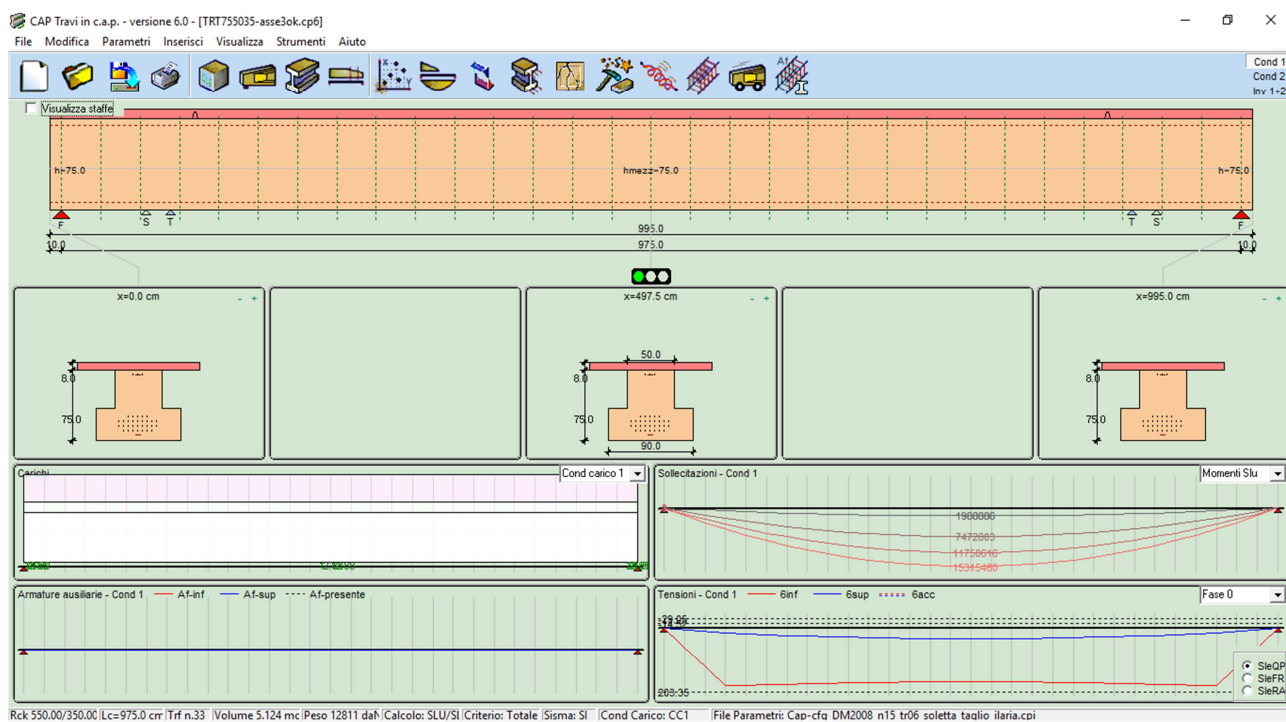 CAP Travi in c.a.p. - versione 6.0 - [TRT755035-asse3ok.cp6]
File Modifica Parametri Inserisci Visualizza Strumenti Aiuto
Cond 1
Cond 2
Inv 1+2
Visualizza staffe
h=75.0 hmezz=75.0 h=75.0
F S T T S F
995.0
10.0 975.0 10.0
x=0.0 cm - + x=497.5 cm - + x=995.0 cm - +
50.0
8.0 8.0 8.0
75.0 75.0 75.0
90.0
Carichi Cond carico 1
Sollecitazioni - Cond 1 Momenti Slu
1988886
7472803
11750616
15315460
Armature ausiliarie - Cond 1 Af-inf Af-sup Af-presente
Tensioni - Cond 1 6inf 6sup 6acc Fase 0
203.35
SleQP
SleFR
SleRA
Rck 550.00/350.00 Lc=975.0 cm Trf n.33 Volume 5.124 mc Peso 12811 daN Calcolo: SLU/SL Criterio: Totale Sisma: SI Cond Carico: CC1 File Parametri: Cap-cfg_DM2008_n15_tr06_soletta_taglio_ilaria.cpi